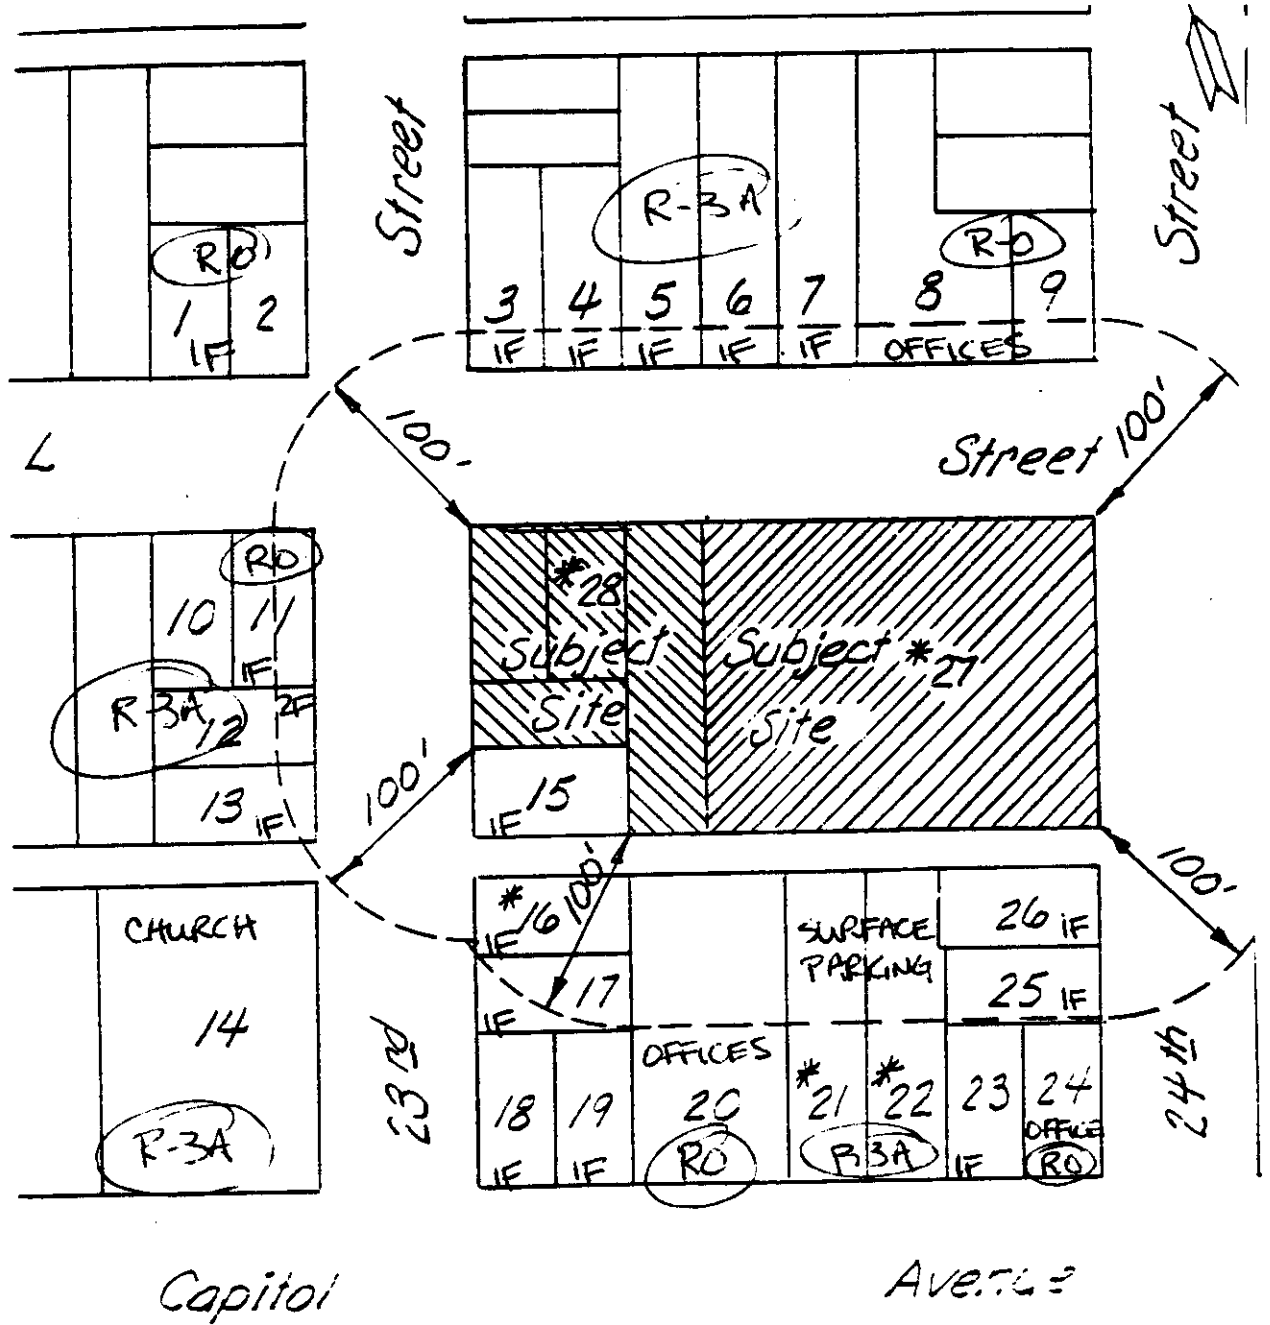 Street
Street
R-3A
R-O
RO
1
2
1F
3
4
5
6
7
8
9
1F
1F
1F
1F
1F
OFFICES
100'
100'
L
Street
RO
10
11
1F
R-3A
12
2F
13
1F
*28
Subject
Site
Subject *27
Site
100'
15
1F
100'
100'
CHURCH
14
R-3A
*16
1F
17
1F
SURFACE
PARKING
26 1F
25 1F
23rd
24th
OFFICES
18
19
20
*21
*22
23
24
OFFICE
1F
1F
RO
R-3A
1F
RO
Capitol
Avenue